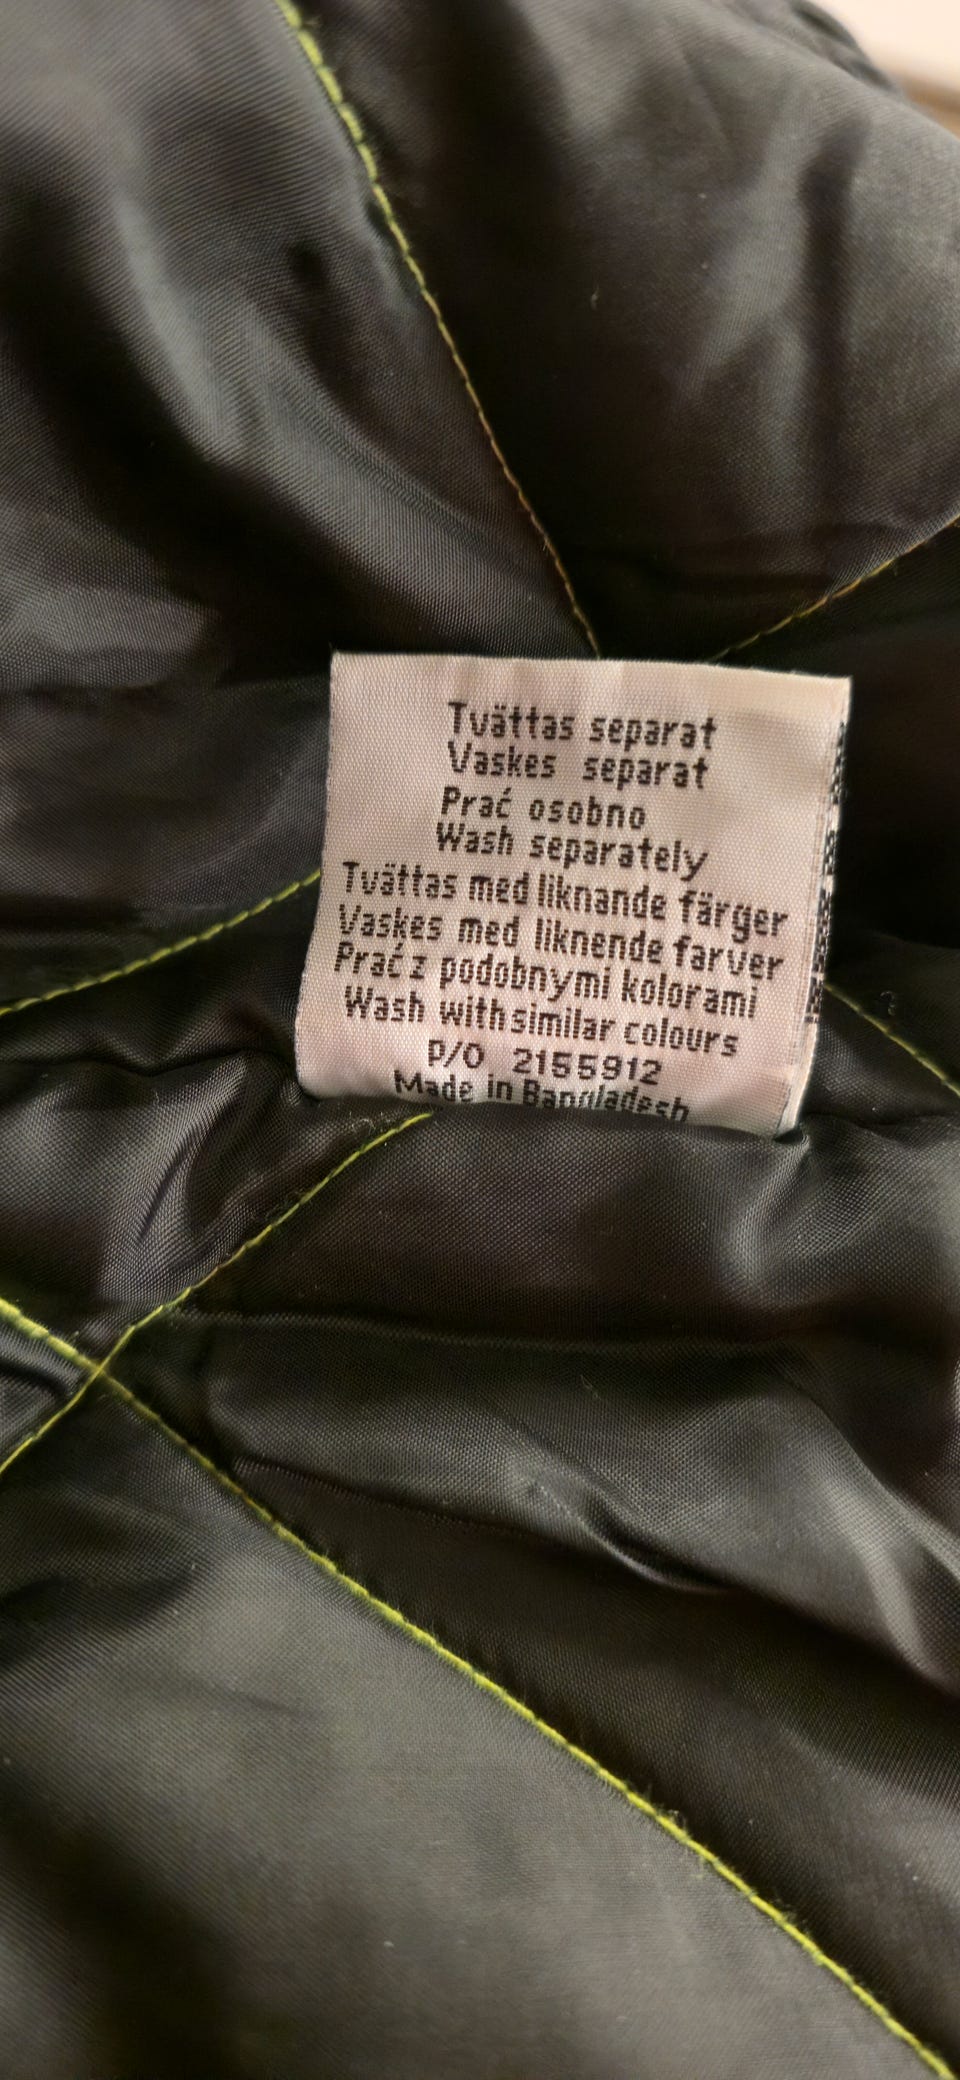 Tvättas separat
Vaskes separat
Prać osobno
Wash separately
Tvättas med liknande färger
Vaskes med liknende farver
Prać z podobnymi kolorami
Wash with similar colours
P/O 2155912
Made in Bangladesh